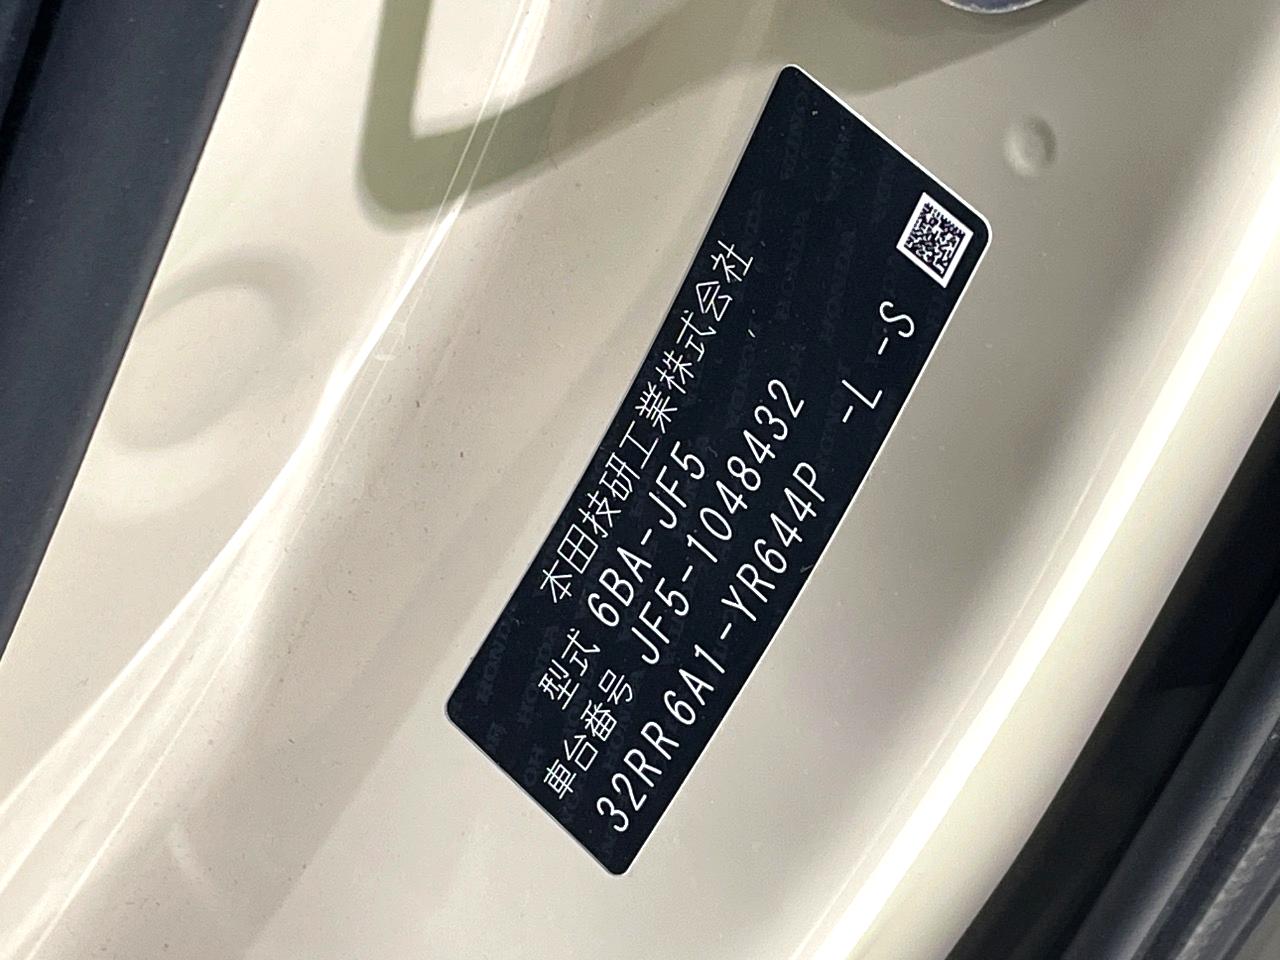 本田技研工業株式会社
型式 6BA-JF5
車台番号 JF5-1048432
32RR6A1-YR644P -L -S